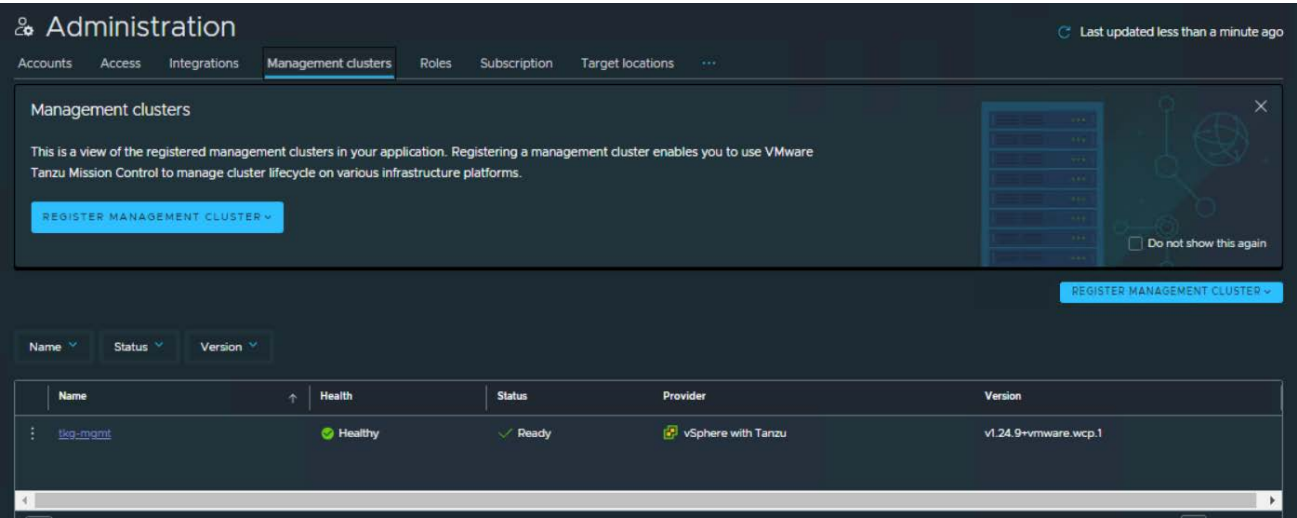 Administration
Last updated less than a minute ago
Accounts Access Integrations Management clusters Roles Subscription Target locations ...
Management clusters
This is a view of the registered management clusters in your application. Registering a management cluster enables you to use VMware
Tanzu Mission Control to manage cluster lifecycle on various infrastructure platforms.
REGISTER MANAGEMENT CLUSTER
Do not show this again
REGISTER MANAGEMENT CLUSTER
Name Status Version
Name Health Status Provider Version
tkg-mgmt Healthy Ready vSphere with Tanzu v1.24.9+vmware.wcp.1